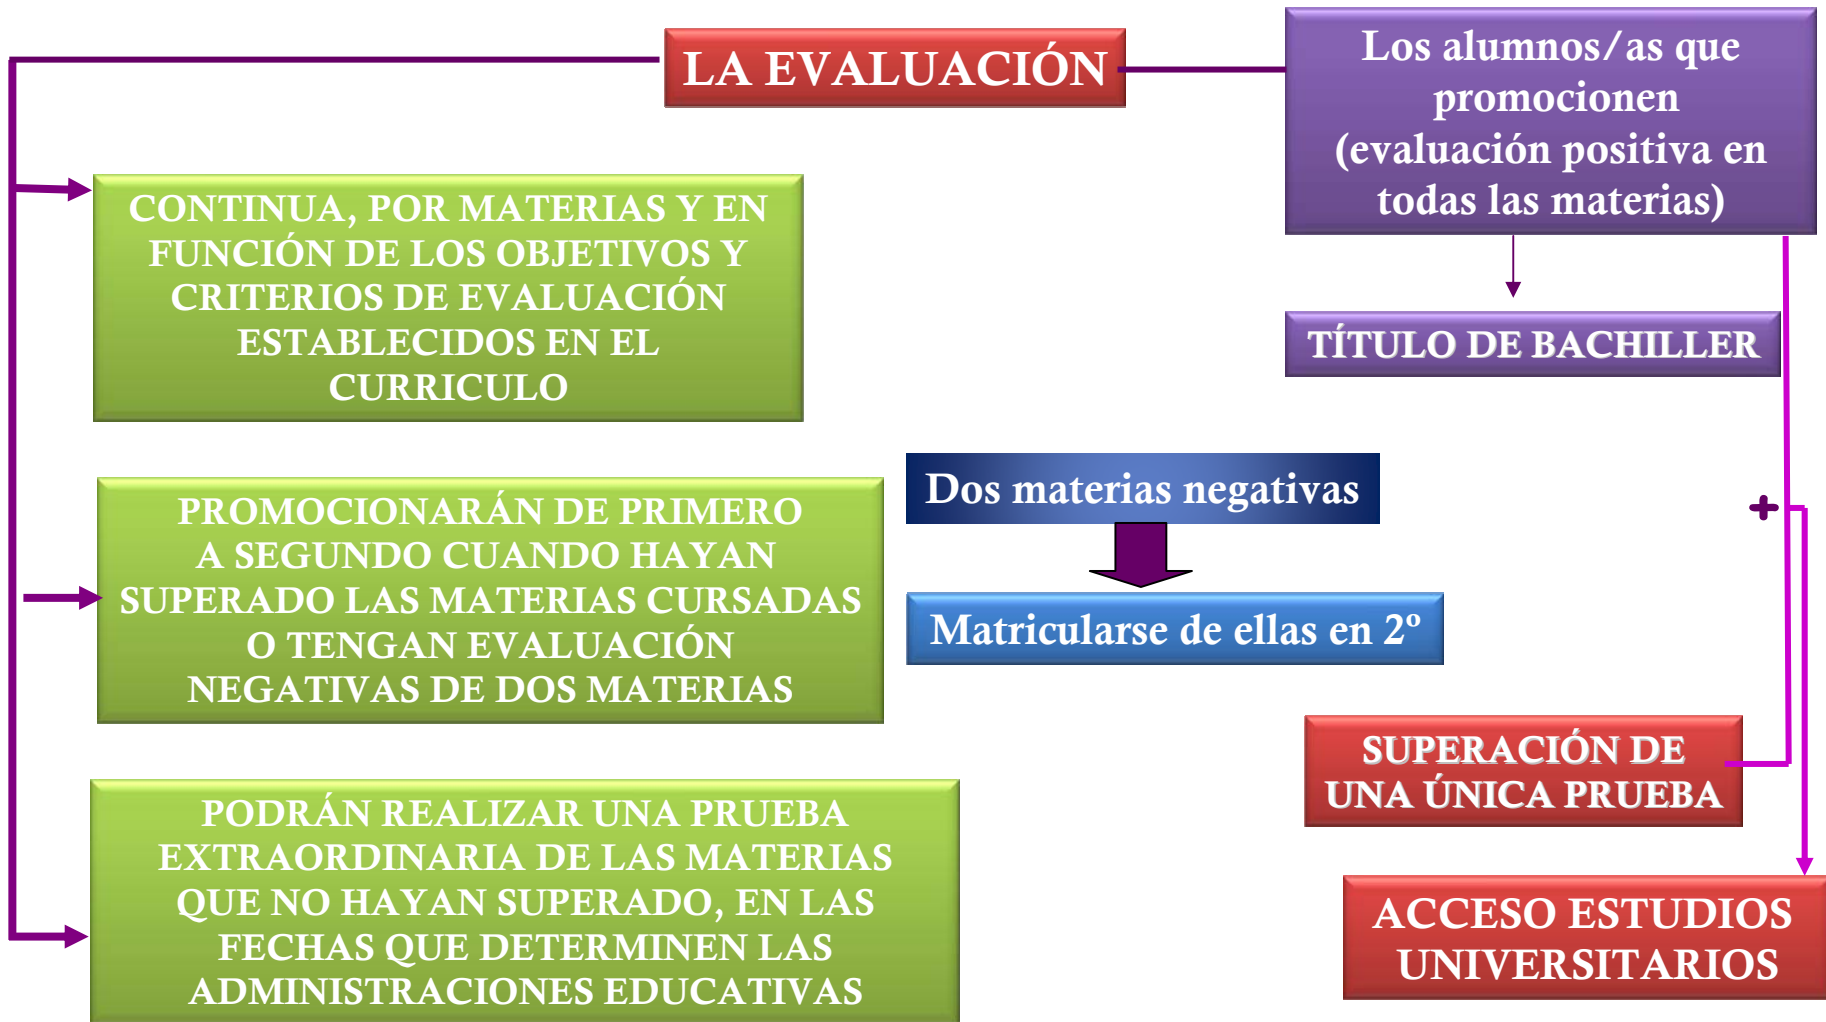 LA EVALUACIÓN
Los alumnos/as que
promocionen
(evaluación positiva en
todas las materias)
CONTINUA, POR MATERIAS Y EN
FUNCIÓN DE LOS OBJETIVOS Y
CRITERIOS DE EVALUACIÓN
ESTABLECIDOS EN EL
CURRICULO
TÍTULO DE BACHILLER
PROMOCIONARÁN DE PRIMERO
A SEGUNDO CUANDO HAYAN
SUPERADO LAS MATERIAS CURSADAS
O TENGAN EVALUACIÓN
NEGATIVAS DE DOS MATERIAS
Dos materias negativas
Matricularse de ellas en 2º
+
SUPERACIÓN DE
UNA ÚNICA PRUEBA
PODRÁN REALIZAR UNA PRUEBA
EXTRAORDINARIA DE LAS MATERIAS
QUE NO HAYAN SUPERADO, EN LAS
FECHAS QUE DETERMINEN LAS
ADMINISTRACIONES EDUCATIVAS
ACCESO ESTUDIOS
UNIVERSITARIOS